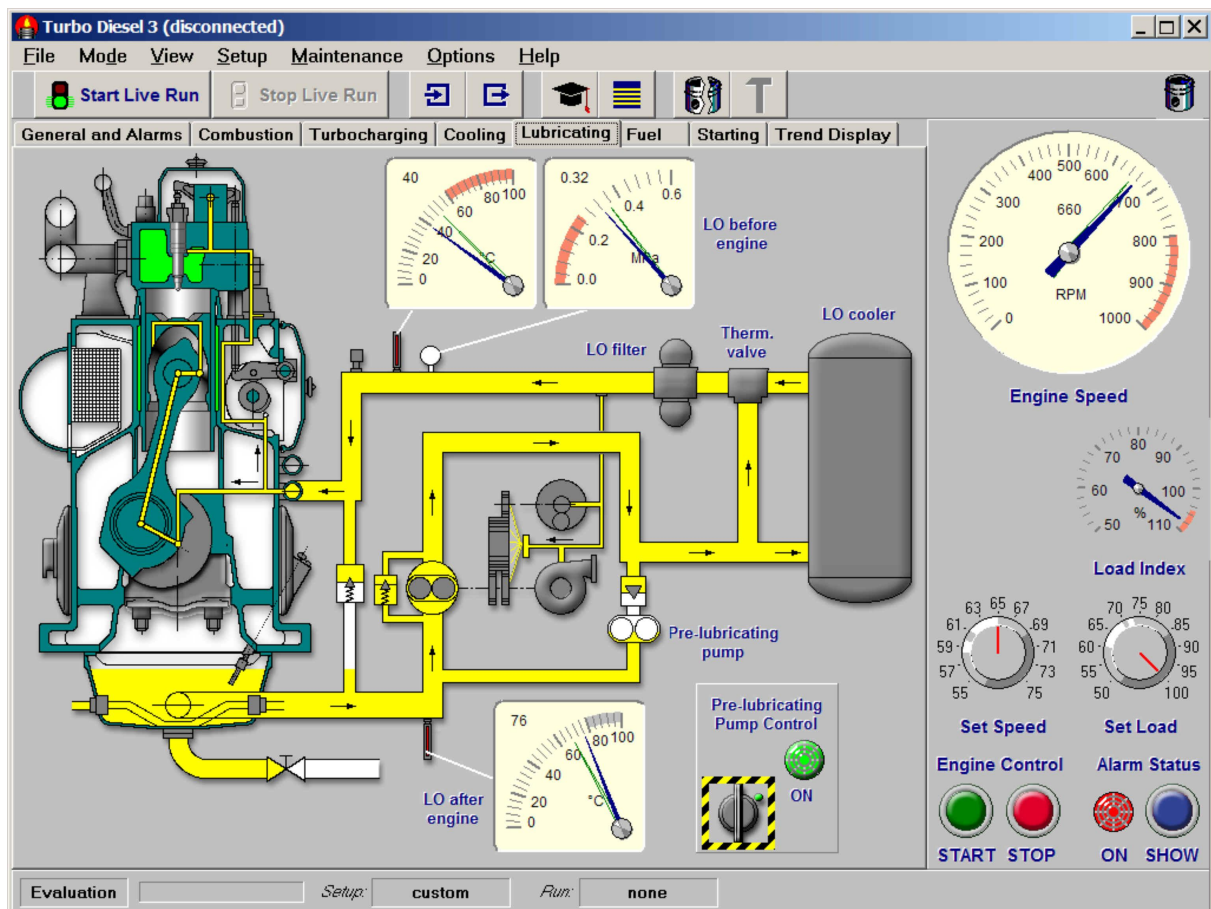 Turbo Diesel 3 (disconnected)
File Mode View Setup Maintenance Options Help
Start Live Run Stop Live Run
General and Alarms Combustion Turbocharging Cooling Lubricating Fuel Starting Trend Display
40
0 20 40 60 80 100
°C
0.32
0.0 0.2 0.4 0.6
MPa
LO before
engine
LO filter
Therm.
valve
LO cooler
Pre-lubricating
pump
76
0 20 40 60 80 100
°C
LO after
engine
Pre-lubricating
Pump Control
ON
0 100 200 300 400 500 600 700 800 900 1000
660
RPM
Engine Speed
50 60 70 80 90 100 110
%
Load Index
55 57 59 61 63 65 67 69 71 73 75
Set Speed
50 55 60 65 70 75 80 85 90 95 100
Set Load
Engine Control Alarm Status
START STOP ON SHOW
Evaluation Setup: custom Run: none